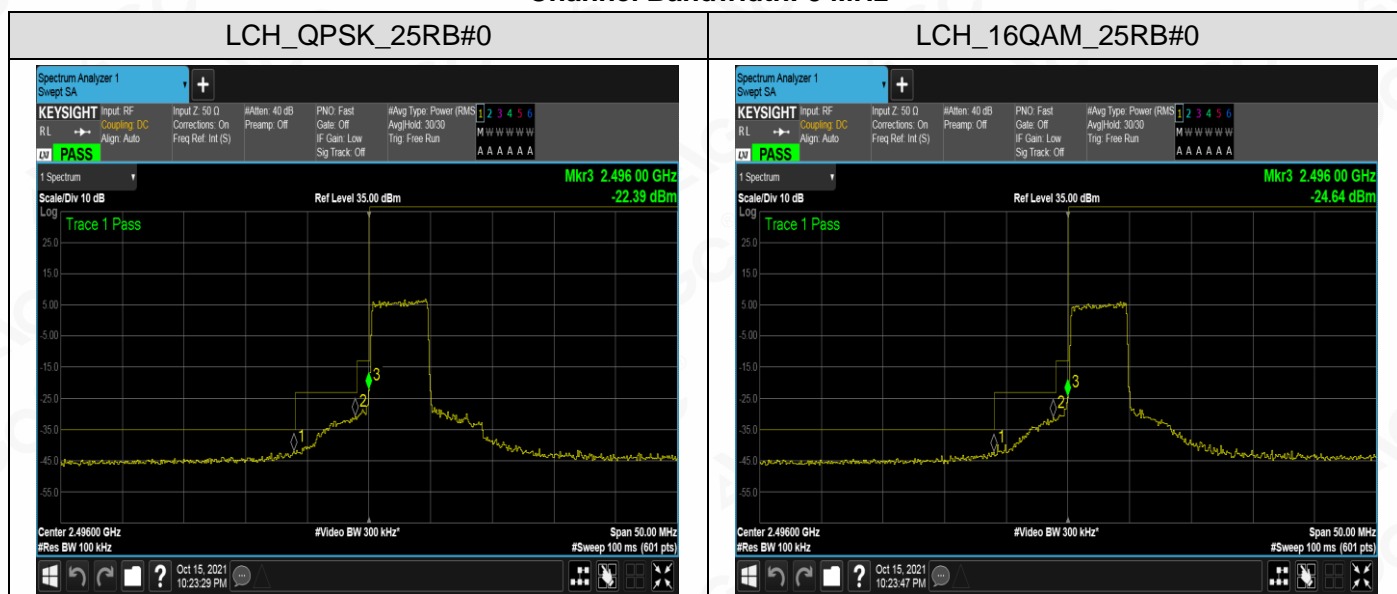 LCH_QPSK_25RB#0
LCH_16QAM_25RB#0
Spectrum Analyzer 1
Swept SA
+
KEYSIGHT Input: RF Input Z: 50 Ω #Atten: 40 dB PNO: Fast #Avg Type: Power (RMS 1 2 3 4 5 6
RL Coupling: DC Corrections: On Preamp: Off Gate: Off Avg|Hold: 30/30 M W W W W W
Align: Auto Freq Ref: Int (S) IF Gain: Low Trig: Free Run
LXI PASS Sig Track: Off A A A A A A
1 Spectrum Mkr3 2.496 00 GHz
Scale/Div 10 dB Ref Level 35.00 dBm -22.39 dBm
Log
Trace 1 Pass
25.0
15.0
5.00
-5.00
-15.0
3
-25.0
2
-35.0
1
-45.0
-55.0
Center 2.49600 GHz #Video BW 300 kHz* Span 50.00 MHz
#Res BW 100 kHz #Sweep 100 ms (601 pts)
? Oct 15, 2021
10:23:29 PM
Spectrum Analyzer 1
Swept SA
+
KEYSIGHT Input: RF Input Z: 50 Ω #Atten: 40 dB PNO: Fast #Avg Type: Power (RMS 1 2 3 4 5 6
RL Coupling: DC Corrections: On Preamp: Off Gate: Off Avg|Hold: 30/30 M W W W W W
Align: Auto Freq Ref: Int (S) IF Gain: Low Trig: Free Run
LXI PASS Sig Track: Off A A A A A A
1 Spectrum Mkr3 2.496 00 GHz
Scale/Div 10 dB Ref Level 35.00 dBm -24.64 dBm
Log
Trace 1 Pass
25.0
15.0
5.00
-5.00
-15.0
3
-25.0
2
-35.0
1
-45.0
-55.0
Center 2.49600 GHz #Video BW 300 kHz* Span 50.00 MHz
#Res BW 100 kHz #Sweep 100 ms (601 pts)
? Oct 15, 2021
10:23:47 PM